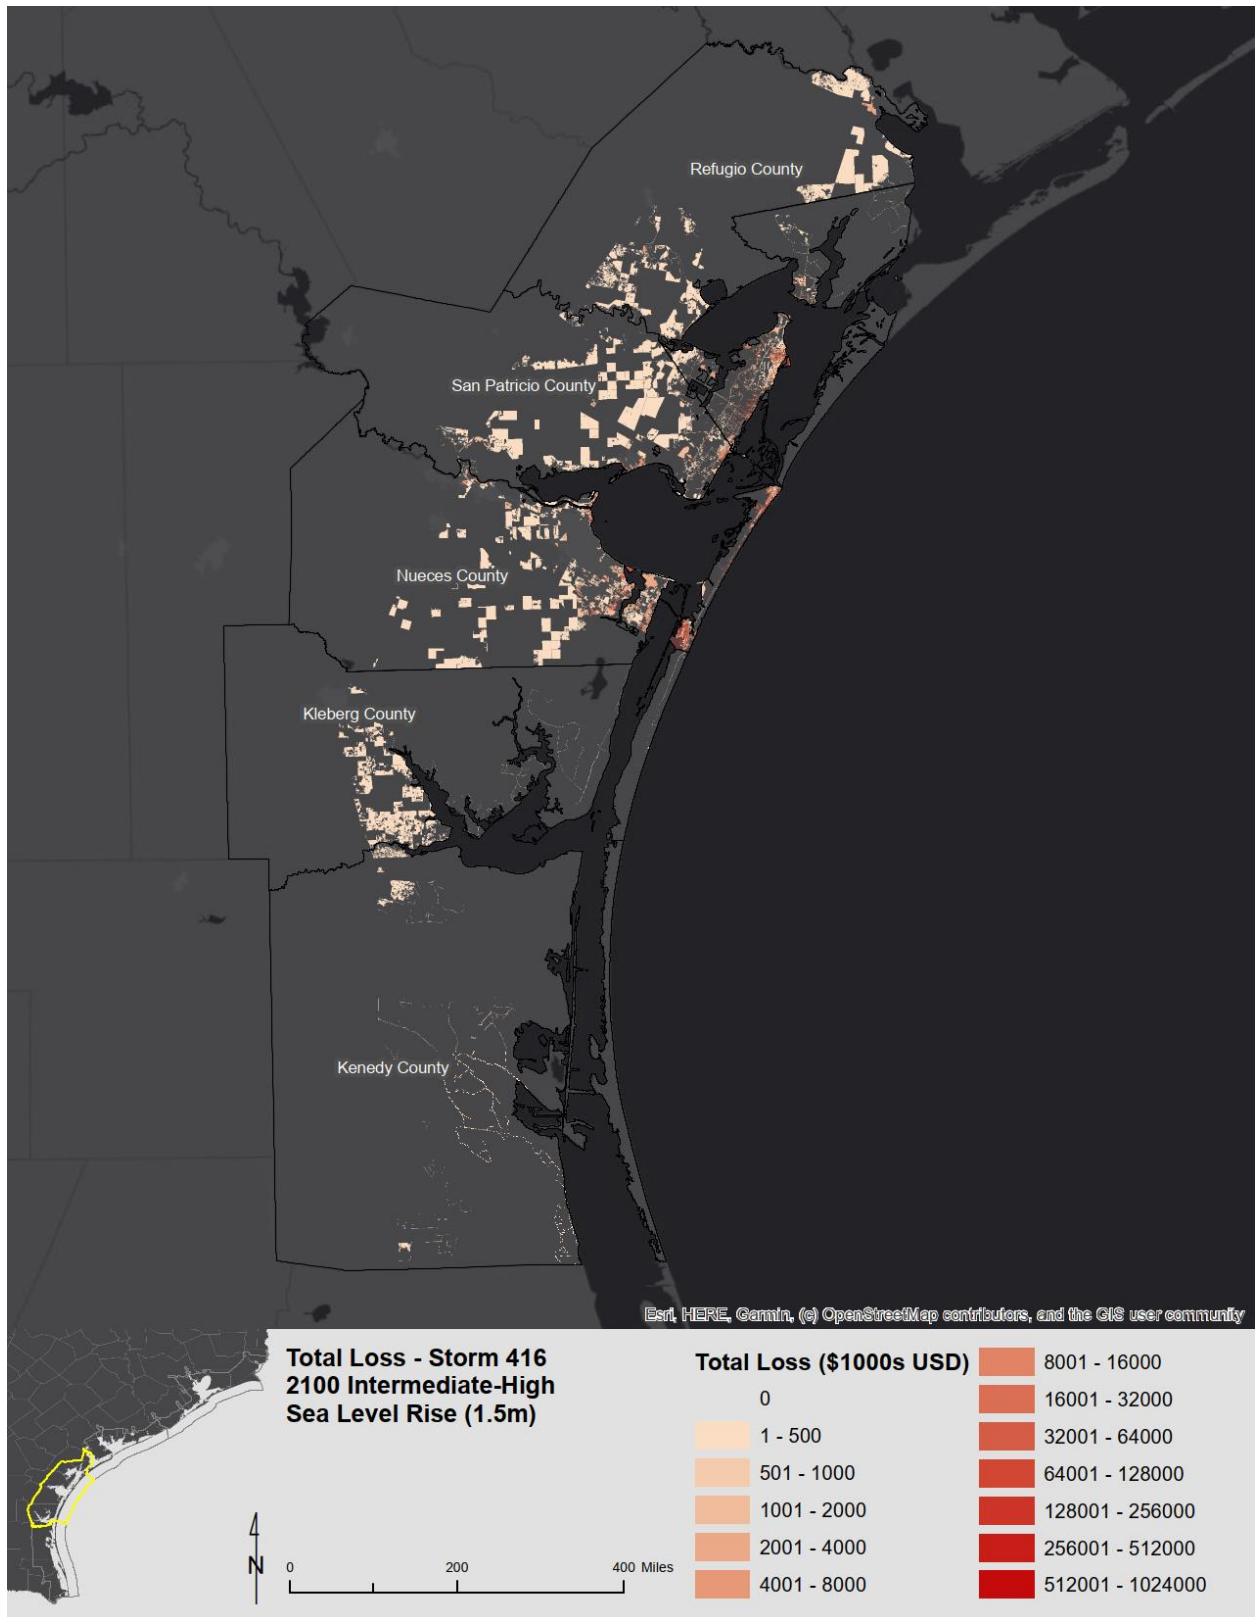 Refugio County
San Patricio County
Nueces County
Kleberg County
Kenedy County
Esri, HERE, Garmin, (c) OpenStreetMap contributors, and the GIS user community
Total Loss - Storm 416
2100 Intermediate-High
Sea Level Rise (1.5m)
N
0 200 400 Miles
Total Loss ($1000s USD)
0
1 - 500
501 - 1000
1001 - 2000
2001 - 4000
4001 - 8000
8001 - 16000
16001 - 32000
32001 - 64000
64001 - 128000
128001 - 256000
256001 - 512000
512001 - 1024000